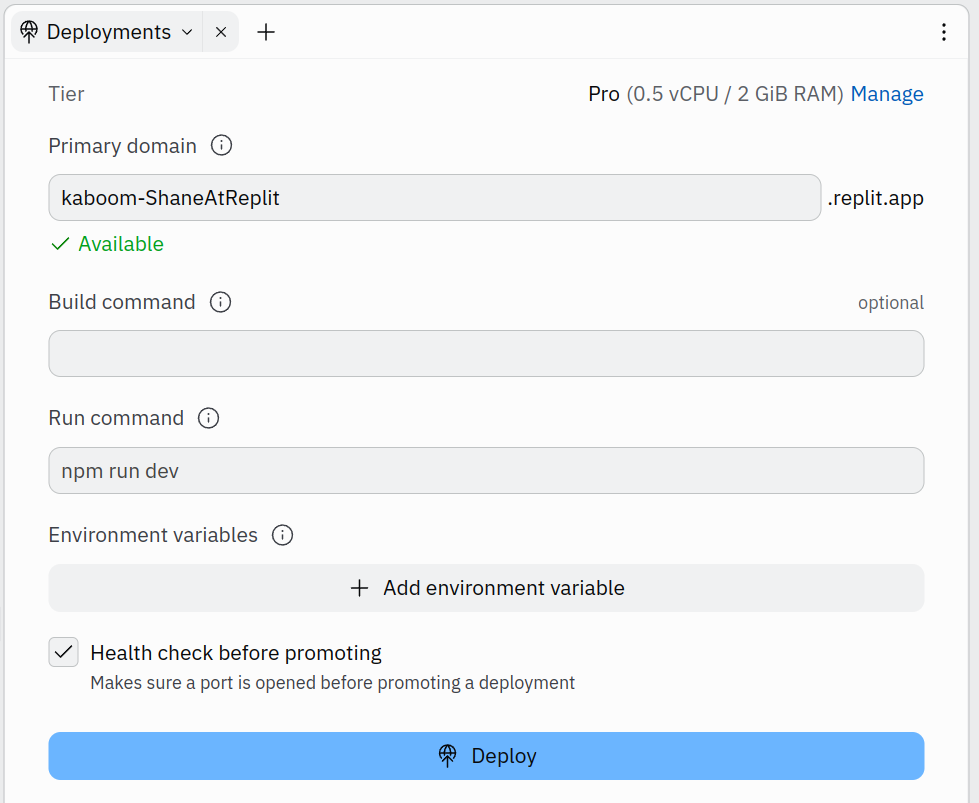 Deployments
Tier Pro (0.5 vCPU / 2 GiB RAM) Manage
Primary domain
kaboom-ShaneAtReplit .replit.app
Available
Build command optional
Run command
npm run dev
Environment variables
Add environment variable
Health check before promoting
Makes sure a port is opened before promoting a deployment
Deploy